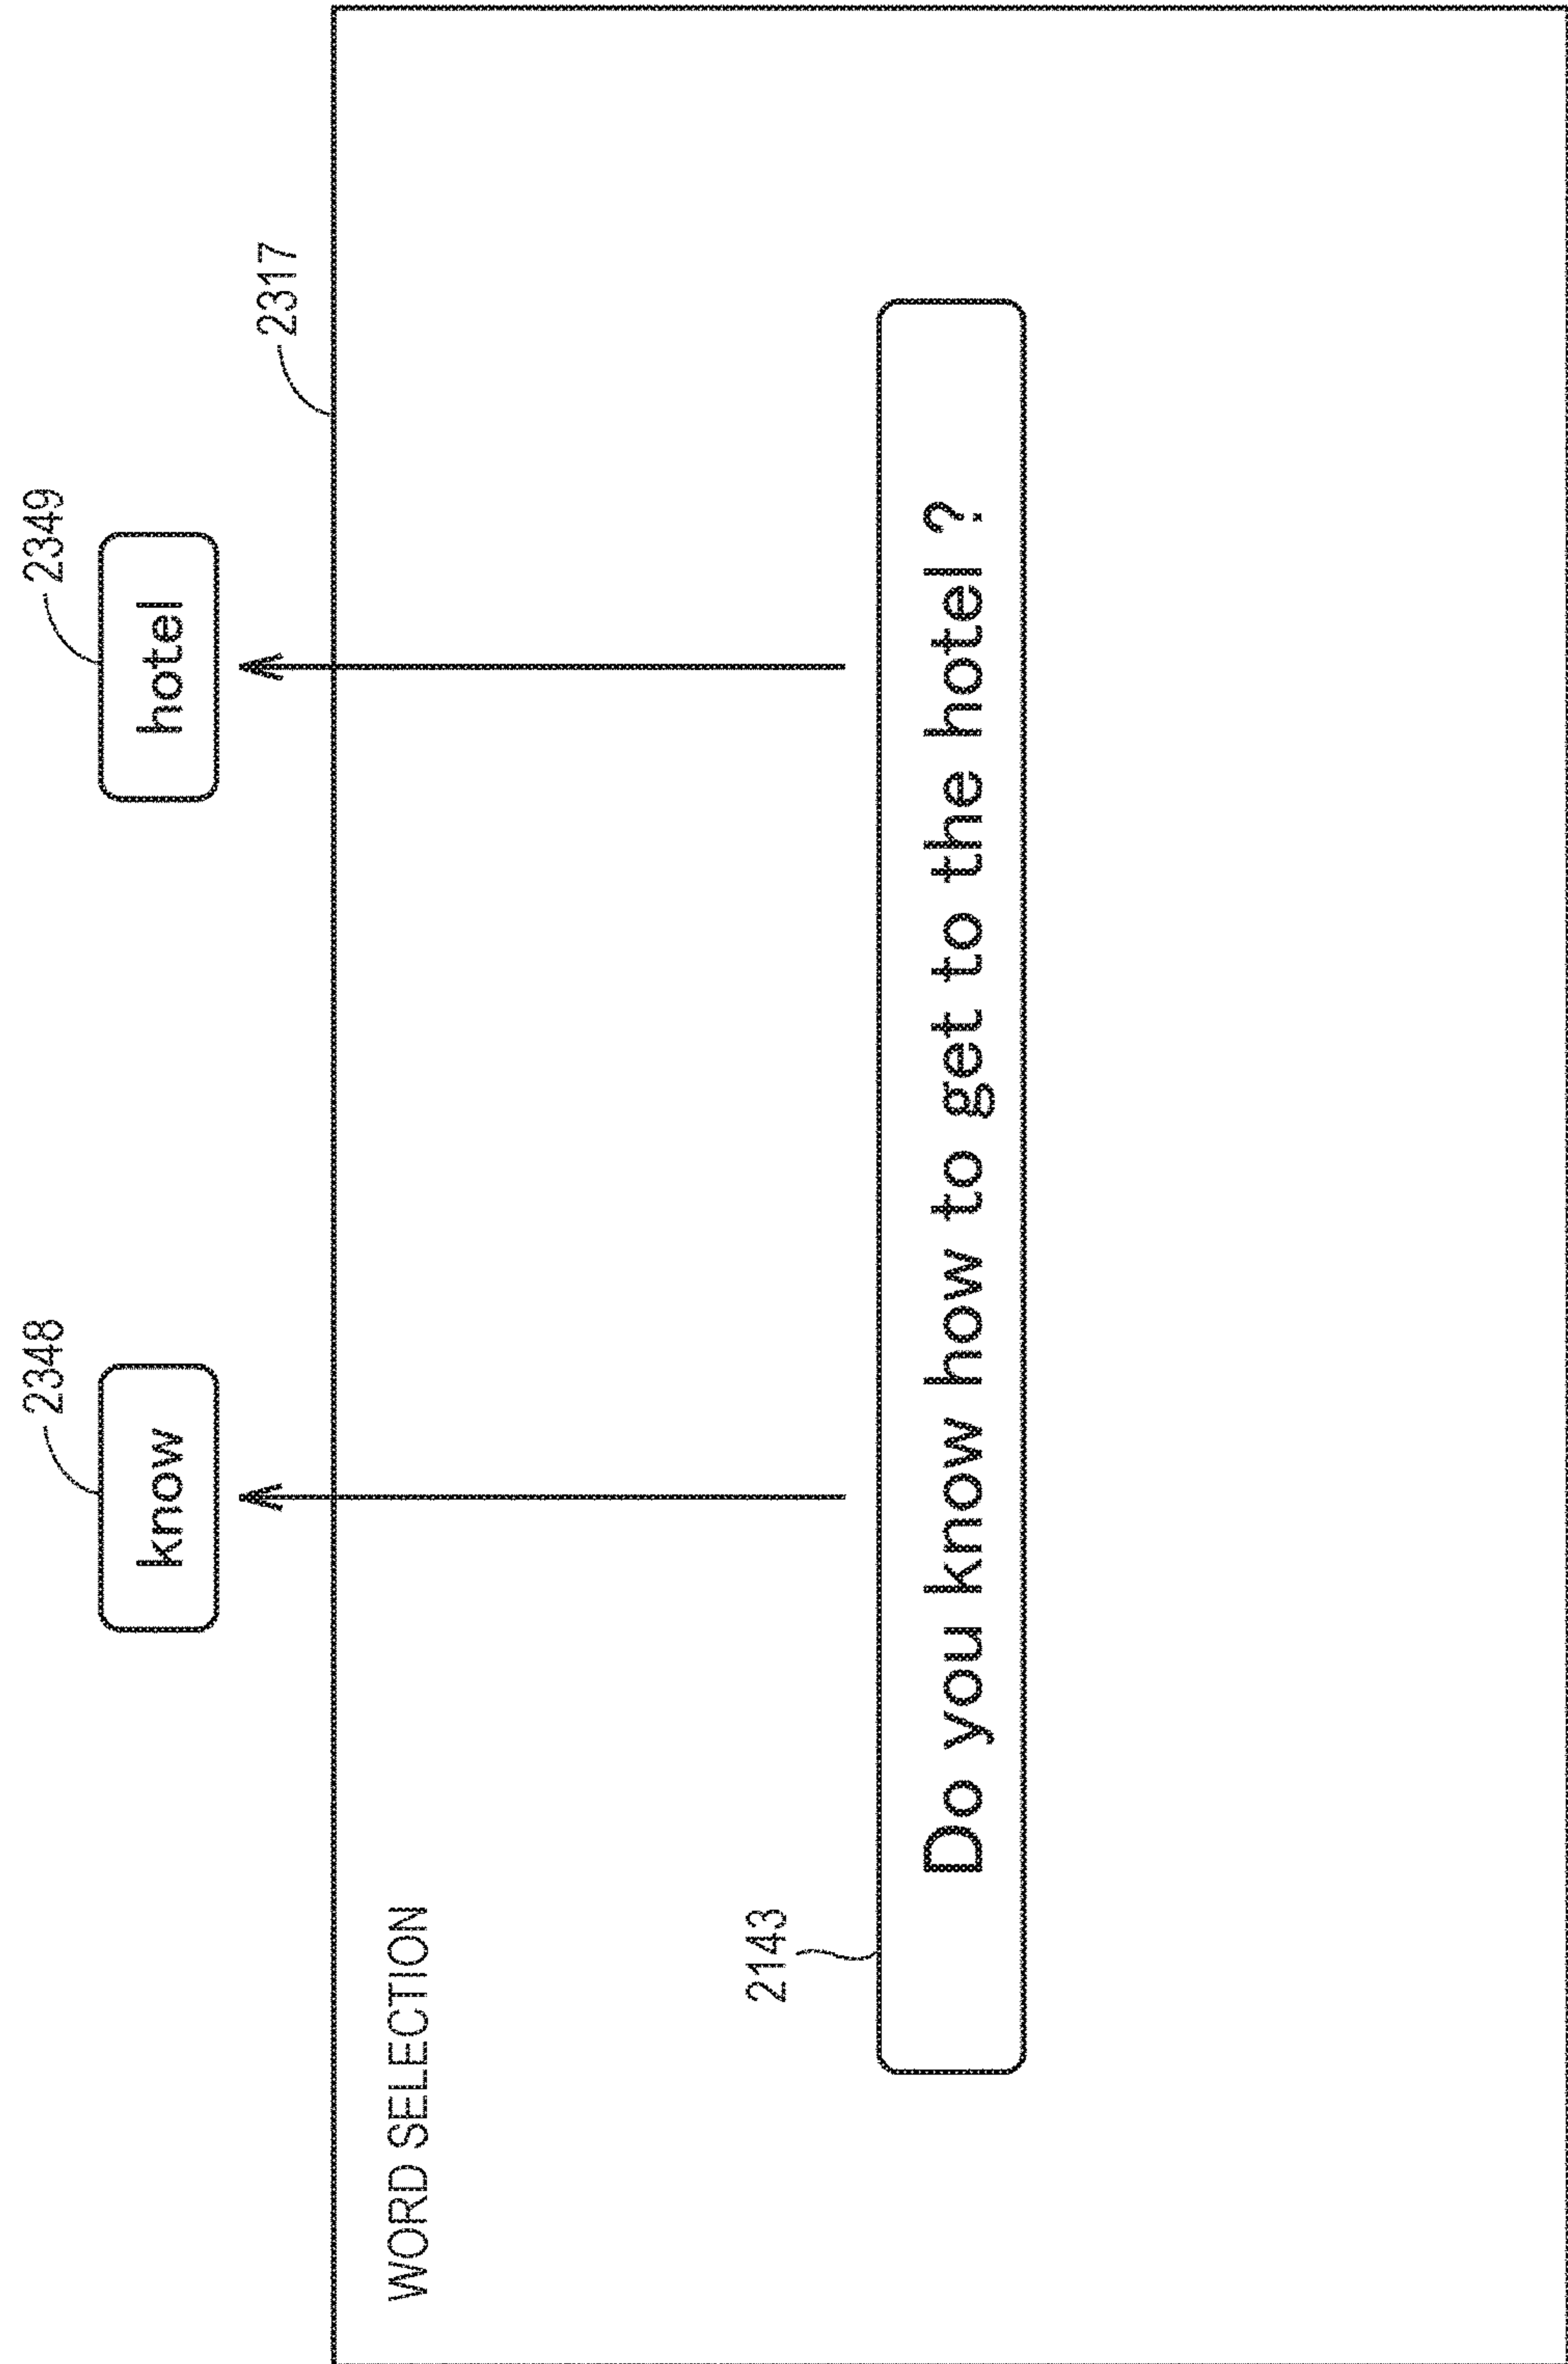 2348
2349
know
hotel
2317
WORD SELECTION
2143
Do you know how to get to the hotel ?